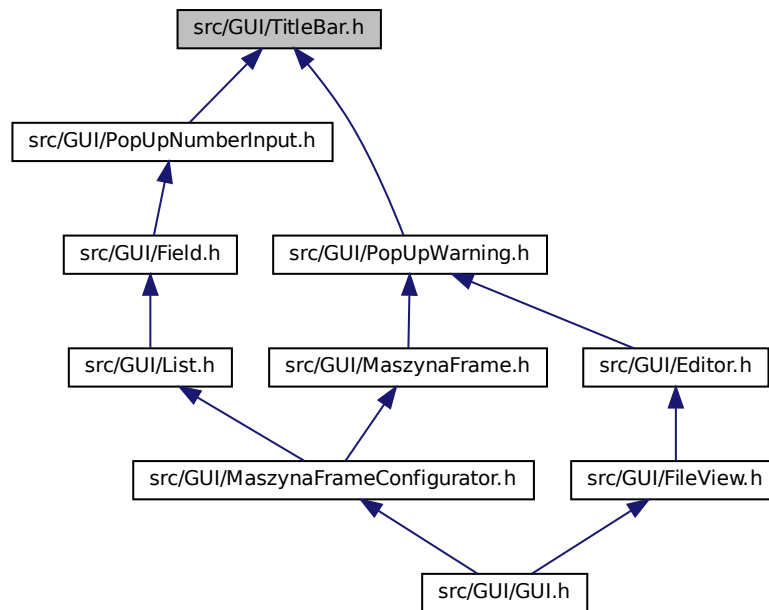 src/GUI/TitleBar.h
src/GUI/PopUpNumberInput.h
src/GUI/Field.h
src/GUI/PopUpWarning.h
src/GUI/List.h
src/GUI/MaszynaFrame.h
src/GUI/Editor.h
src/GUI/MaszynaFrameConfigurator.h
src/GUI/FileView.h
src/GUI/GUI.h